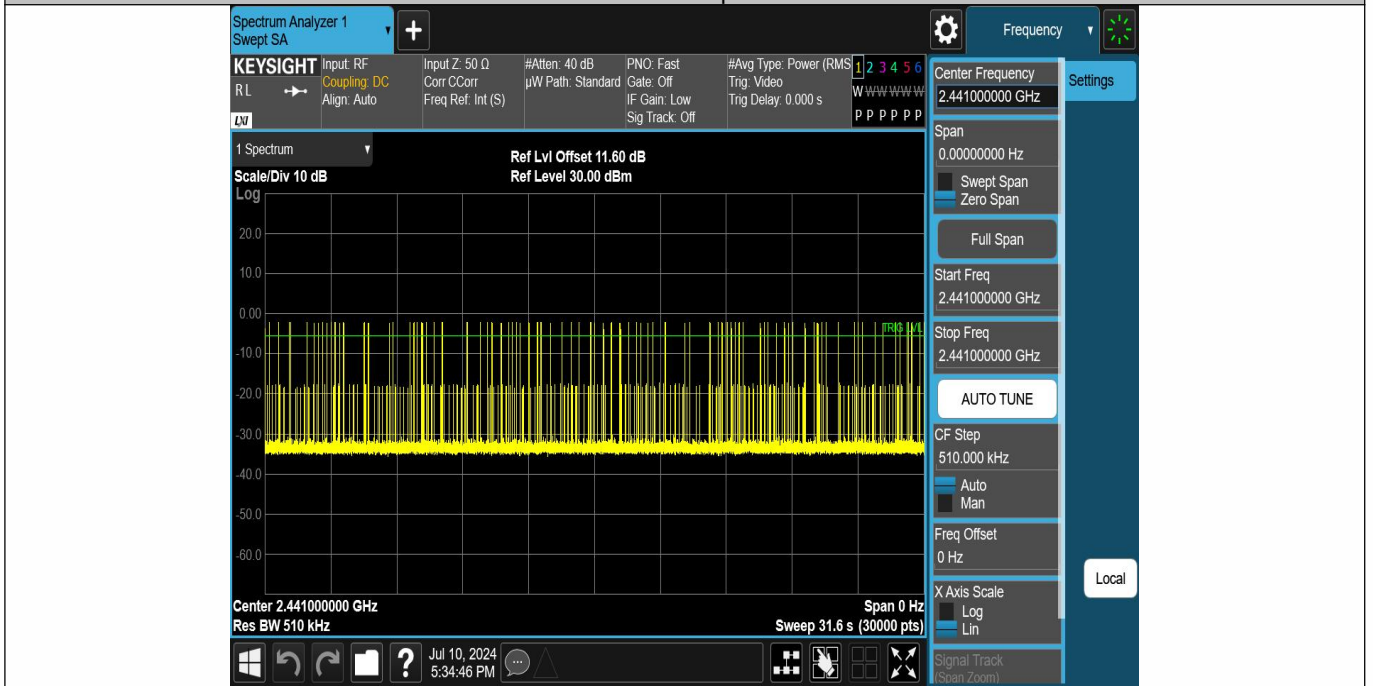 Spectrum Analyzer 1
Swept SA
+
Frequency
KEYSIGHT
RL
LXI
Input: RF
Coupling: DC
Align: Auto
Input Z: 50 Ω
Corr CCorr
Freq Ref: Int (S)
#Atten: 40 dB
µW Path: Standard
PNO: Fast
Gate: Off
IF Gain: Low
Sig Track: Off
#Avg Type: Power (RMS
Trig: Video
Trig Delay: 0.000 s
1 2 3 4 5 6
W W W W W W
P P P P P P
1 Spectrum
Scale/Div 10 dB
Ref Lvl Offset 11.60 dB
Ref Level 30.00 dBm
Log
20.0
10.0
0.00
-10.0
-20.0
-30.0
-40.0
-50.0
-60.0
TRIG LVL
Center 2.441000000 GHz
Res BW 510 kHz
Span 0 Hz
Sweep 31.6 s (30000 pts)
Center Frequency
2.441000000 GHz
Settings
Span
0.00000000 Hz
Swept Span
Zero Span
Full Span
Start Freq
2.441000000 GHz
Stop Freq
2.441000000 GHz
AUTO TUNE
CF Step
510.000 kHz
Auto
Man
Freq Offset
0 Hz
X Axis Scale
Log
Lin
Signal Track
(Span Zoom)
Local
?
Jul 10, 2024
5:34:46 PM